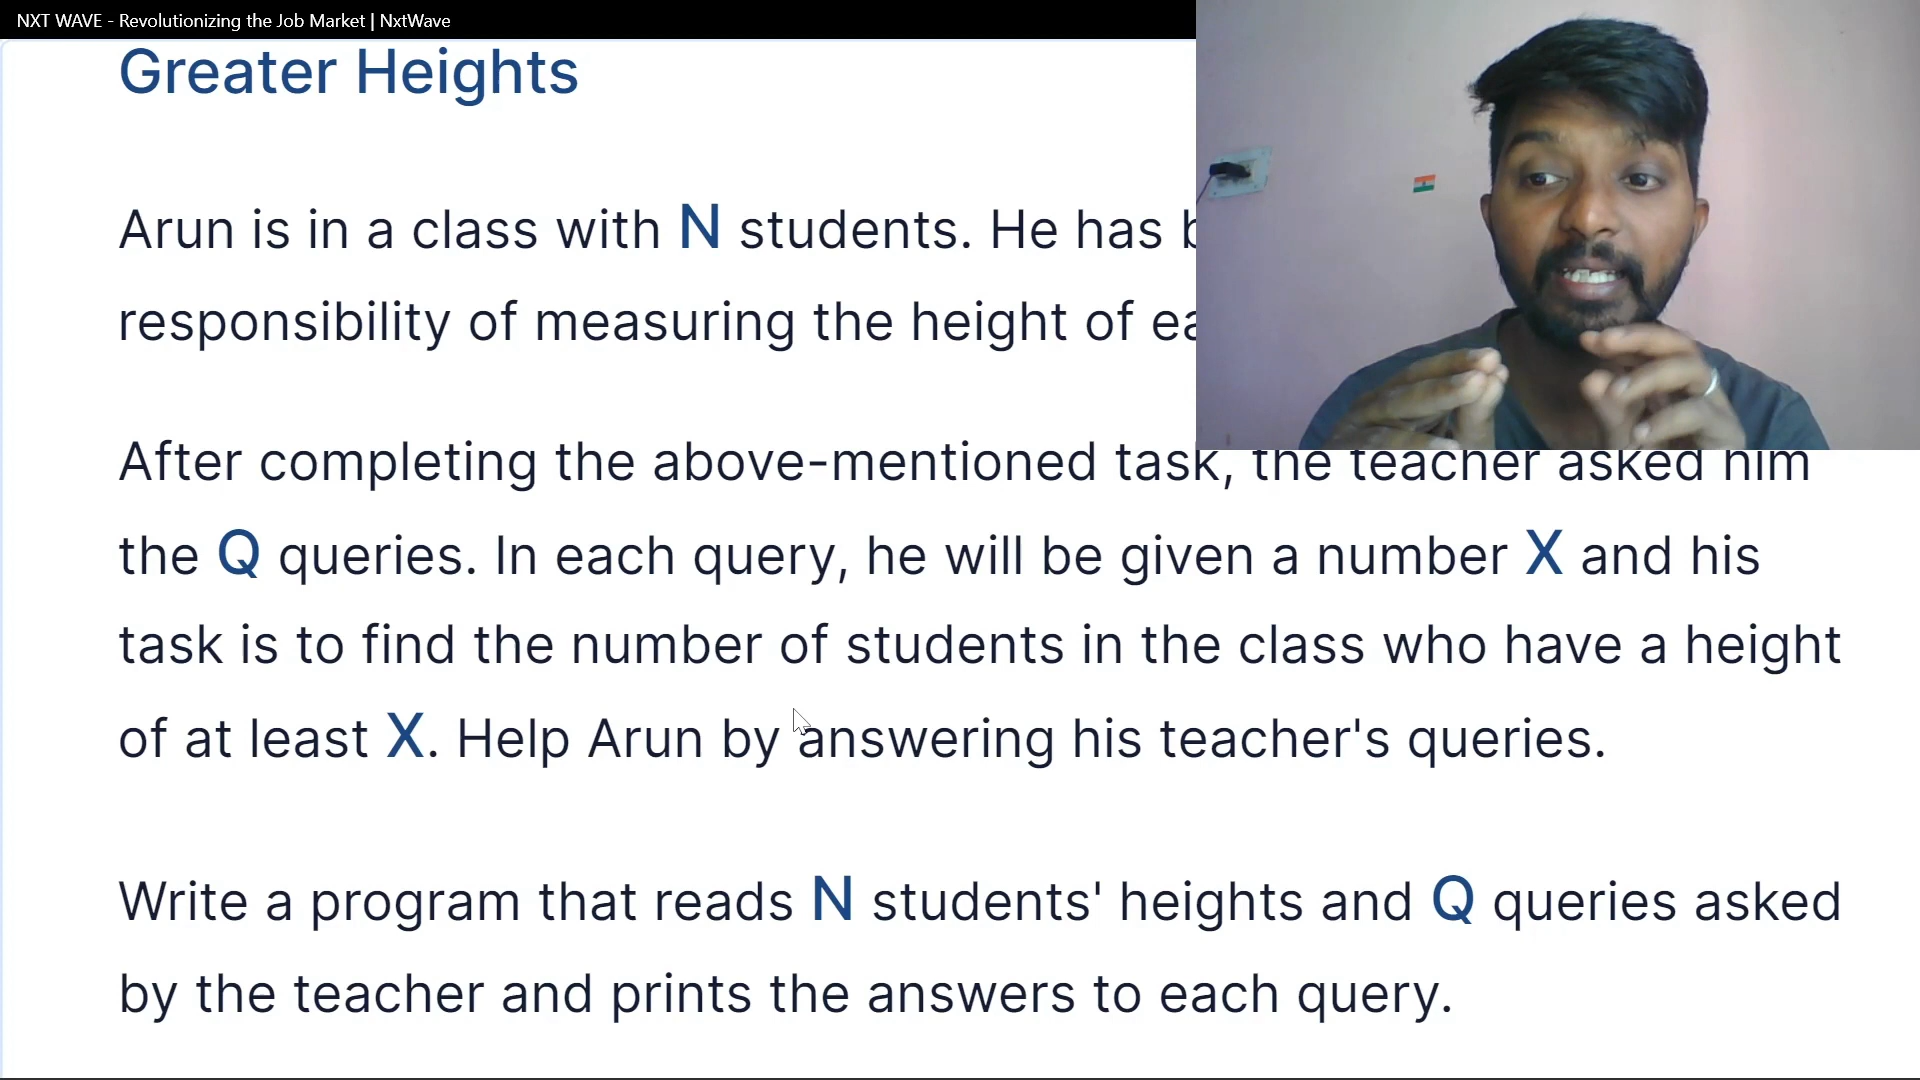 NXT WAVE - Revolutionizing the Job Market | NxtWave
Greater Heights
Arun is in a class with N students. He has
responsibility of measuring the height of
After completing the above-mentioned task, the teacher asked him
the Q queries. In each query, he will be given a number X and his
task is to find the number of students in the class who have a height
of at least X. Help Arun by answering his teacher's queries.
Write a program that reads N students' heights and Q queries asked
by the teacher and prints the answers to each query.